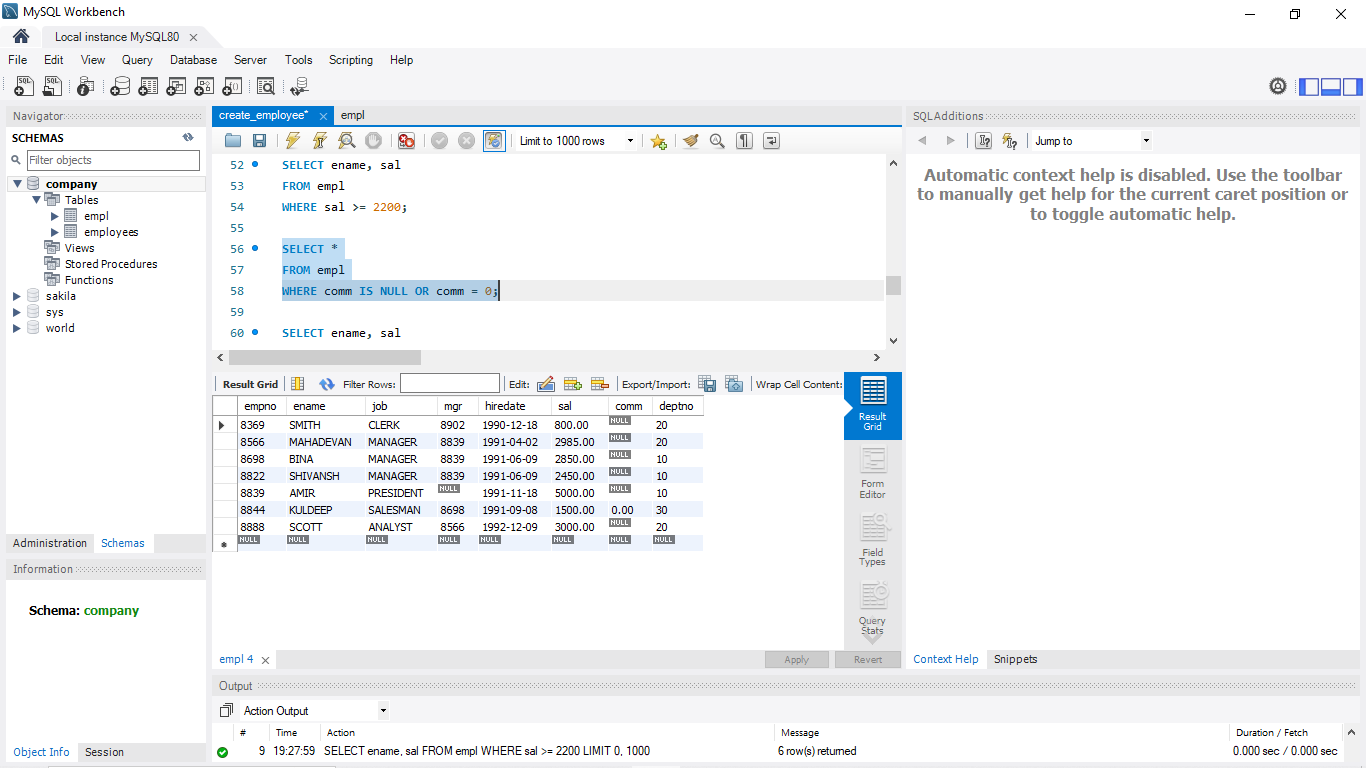 MySQL Workbench
Local instance MySQL80
File Edit View Query Database Server Tools Scripting Help
Navigator
SCHEMAS
Filter objects
company
Tables
empl
employees
Views
Stored Procedures
Functions
sakila
sys
world
Administration Schemas
Information
Schema: company
Object Info Session
create_employee* empl
Limit to 1000 rows
52 SELECT ename, sal
53 FROM empl
54 WHERE sal >= 2200;
55
56 SELECT *
57 FROM empl
58 WHERE comm IS NULL OR comm = 0;
59
60 SELECT ename, sal
Result Grid Filter Rows: Edit: Export/Import: Wrap Cell Content:
empno ename job mgr hiredate sal comm deptno
8369 SMITH CLERK 8902 1990-12-18 800.00 NULL 20
8566 MAHADEVAN MANAGER 8839 1991-04-02 2985.00 NULL 20
8698 BINA MANAGER 8839 1991-06-09 2850.00 NULL 10
8822 SHIVANSH MANAGER 8839 1991-06-09 2450.00 NULL 10
8839 AMIR PRESIDENT NULL 1991-11-18 5000.00 NULL 10
8844 KULDEEP SALESMAN 8698 1991-09-08 1500.00 0.00 30
8888 SCOTT ANALYST 8566 1992-12-09 3000.00 NULL 20
NULL NULL NULL NULL NULL NULL NULL NULL
Result
Grid
Form
Editor
Field
Types
Query
Stats
empl 4
Apply Revert
SQLAdditions
Jump to
Automatic context help is disabled. Use the toolbar
to manually get help for the current caret position or
to toggle automatic help.
Context Help Snippets
Output
Action Output
# Time Action Message Duration / Fetch
9 19:27:59 SELECT ename, sal FROM empl WHERE sal >= 2200 LIMIT 0, 1000 6 row(s) returned 0.000 sec / 0.000 sec